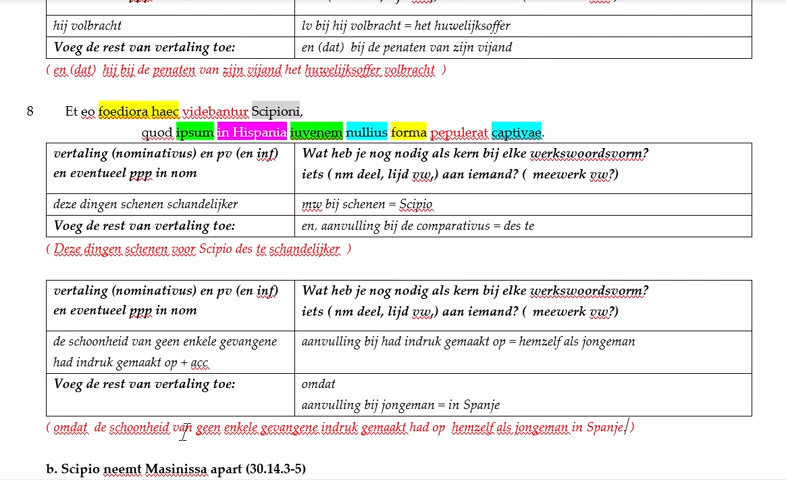 hij volbracht
lv bij hij volbracht = het huwelijksoffer
Voeg de rest van vertaling toe:
en (dat)  bij de penaten van zijn vijand
( en (dat)  hij bij de penaten van zijn vijand het huwelijksoffer volbracht  )
8 Et eo foediora haec videbantur Scipioni,
quod ipsum in Hispania iuvenem nullius forma pepulerat captivae.
vertaling (nominativus) en pv (en inf)
en eventueel ppp in nom
Wat heb je nog nodig als kern bij elke werkswoordsvorm?
iets ( nm deel, lijd vw,) aan iemand? (  meewerk vw?)
deze dingen schenen schandelijker
mw bij schenen = Scipio
Voeg de rest van vertaling toe:
en, aanvulling bij de comparativus = des te
( Deze dingen schenen voor Scipio des te schandelijker  )
vertaling (nominativus) en pv (en inf)
en eventueel ppp in nom
Wat heb je nog nodig als kern bij elke werkswoordsvorm?
iets ( nm deel, lijd vw,) aan iemand? (  meewerk vw?)
de schoonheid van geen enkele gevangene
had indruk gemaakt op + acc
aanvulling bij had indruk gemaakt op = hemzelf als jongeman
Voeg de rest van vertaling toe:
omdat
aanvulling bij jongeman = in Spanje
( omdat  de schoonheid van geen enkele gevangene indruk gemaakt had op  hemzelf als jongeman in Spanje. )
b. Scipio neemt Masinissa apart (30.14.3-5)